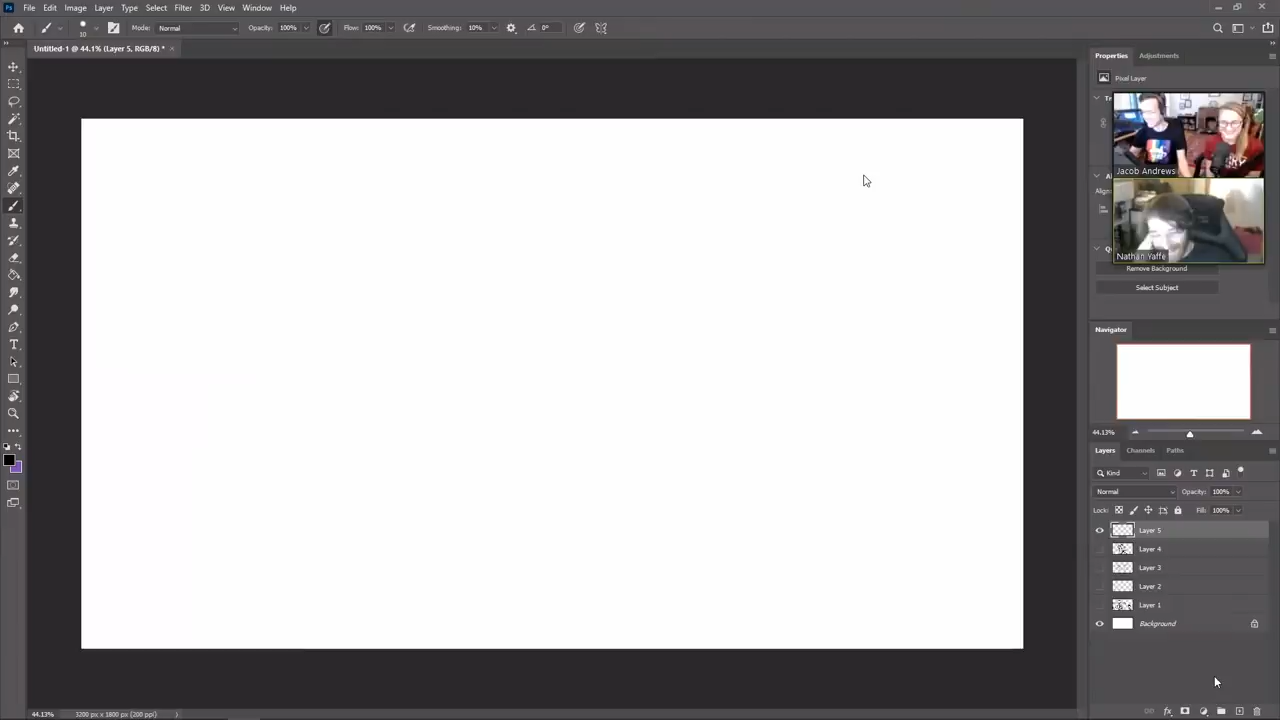 Ps File Edit Image Layer Type Select Filter 3D View Window Help
10 Mode: Normal Opacity: 100% Flow: 100% Smoothing: 10% 0°
Untitled-1 @ 44.1% (Layer 5, RGB/8) * ×
Properties Adjustments
Pixel Layer
Jacob Andrews
Nathan Yaffe
Remove Background
Select Subject
Navigator
44.13%
Layers Channels Paths
Kind
Normal Opacity: 100%
Lock: Fill: 100%
Layer 5
Layer 4
Layer 3
Layer 2
Layer 1
Background
44.13% 3200 px x 1800 px (200 ppi)